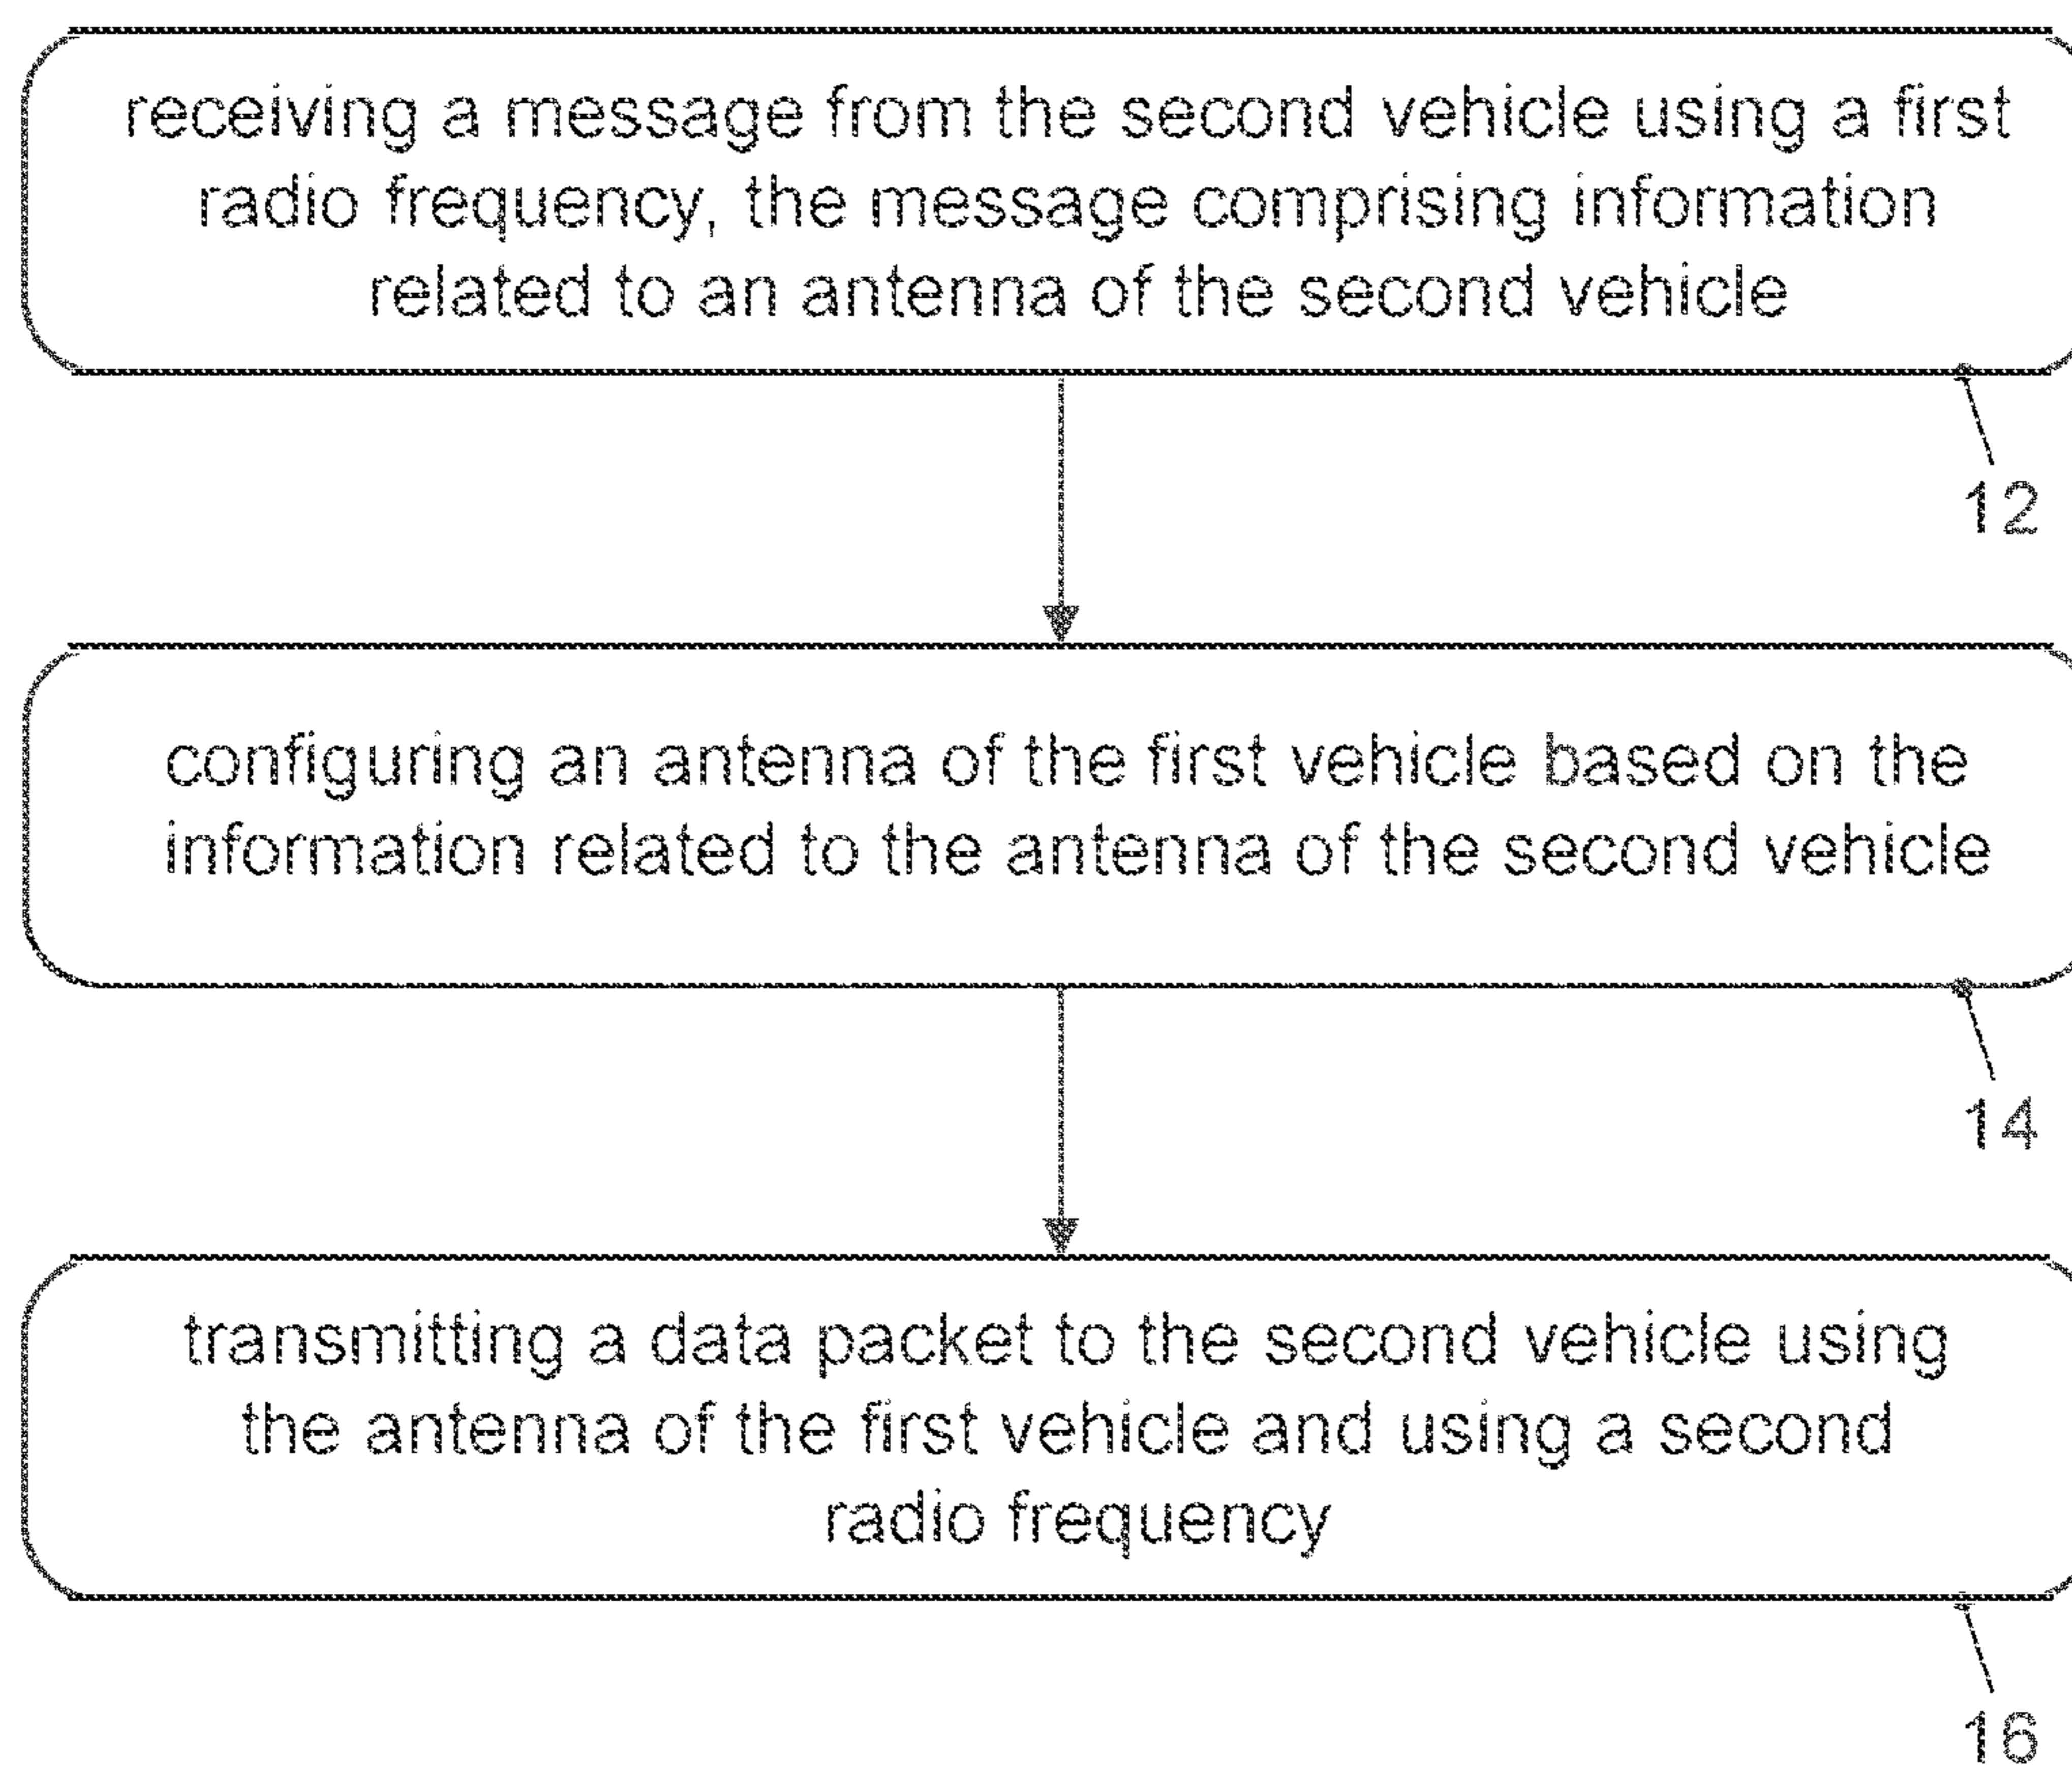 receiving a message from the second vehicle using a first
radio frequency, the message comprising information
related to an antenna of the second vehicle
12
configuring an antenna of the first vehicle based on the
information related to the antenna of the second vehicle
14
transmitting a data packet to the second vehicle using
the antenna of the first vehicle and using a second
radio frequency
16